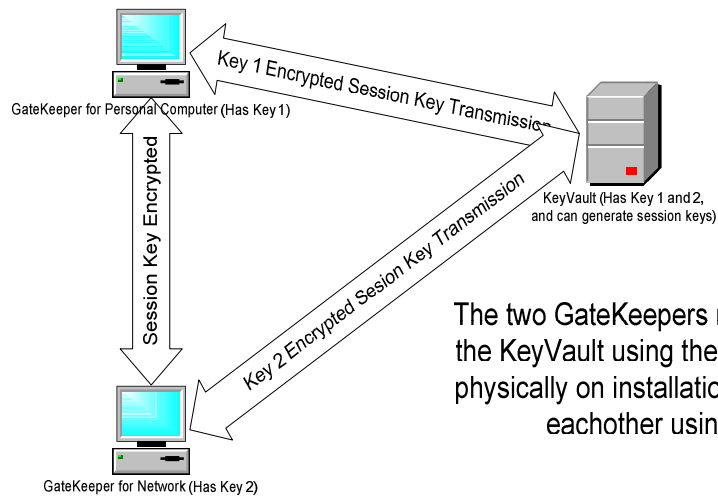 Key 1 Encrypted Session Key Transmission
GateKeeper for Personal Computer (Has Key 1)
Session Key Encrypted
KeyVault (Has Key 1 and 2,
and can generate session keys)
Key 2 Encrypted Sesion Key Transmission
The two GateKeepers
the KeyVault using the
physically on installatio
eachother usin
GateKeeper for Network (Has Key 2)